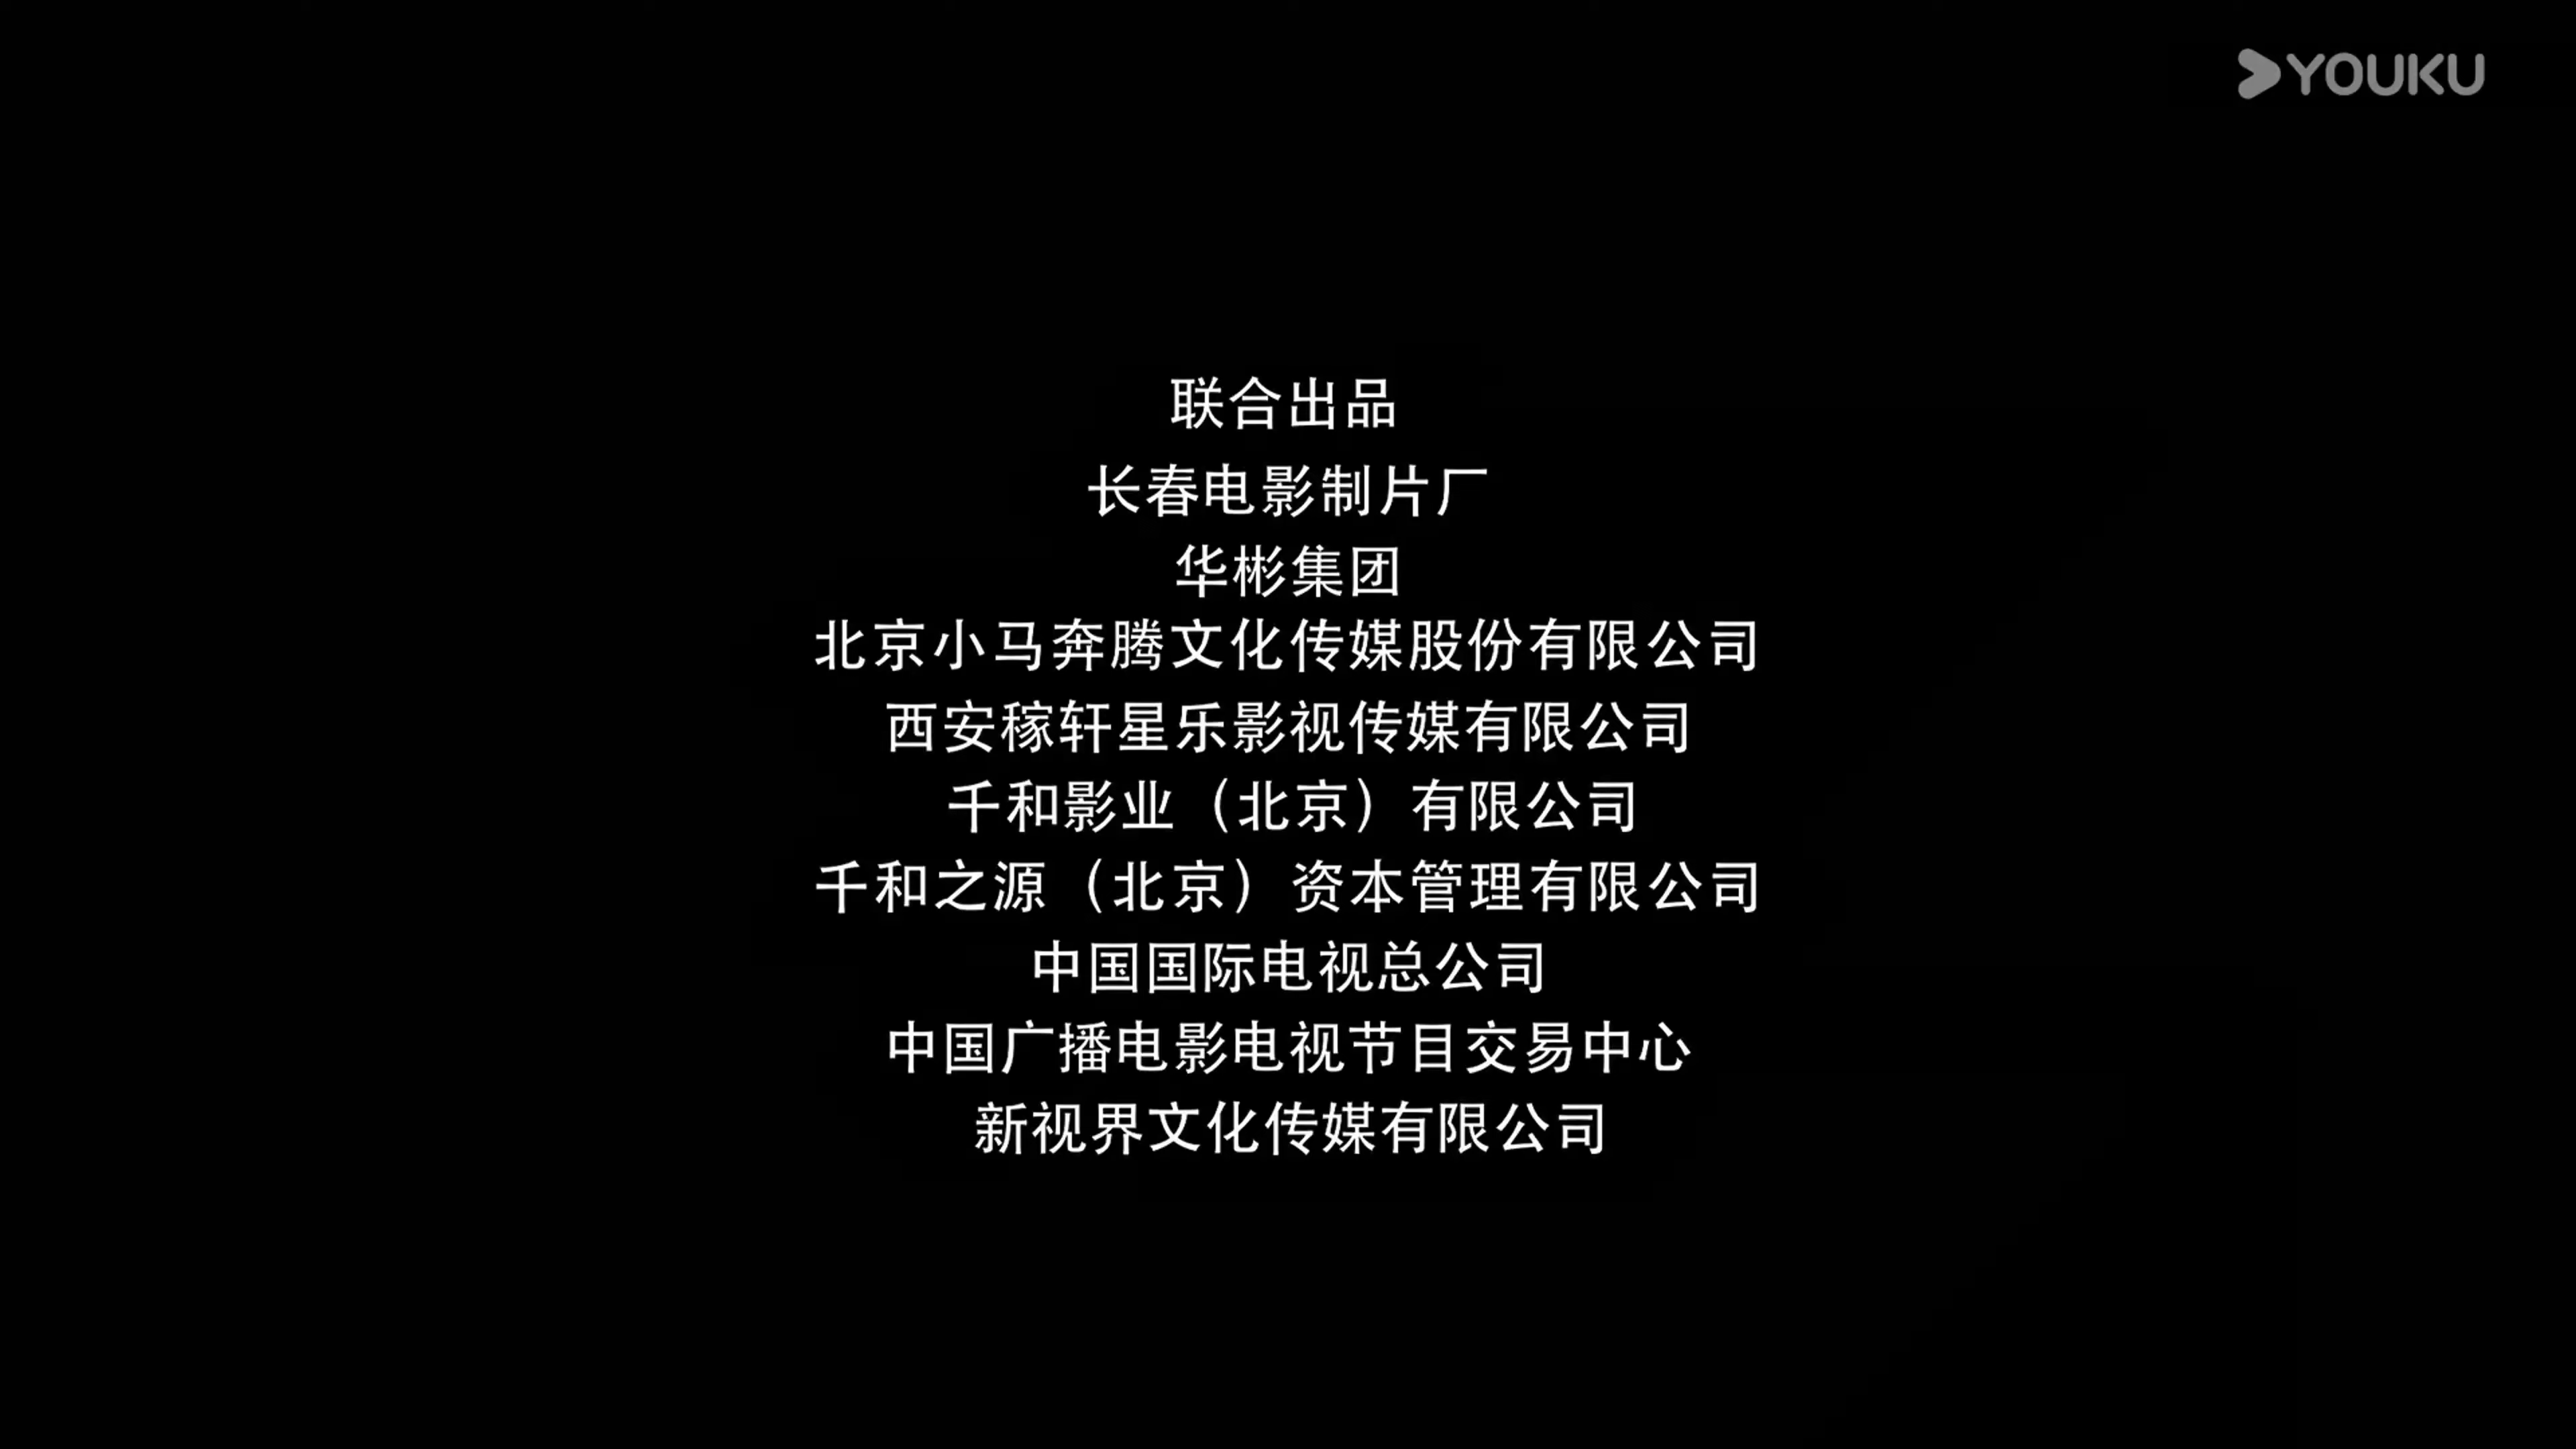 YOUKU
联合出品
长春电影制片厂
华彬集团
北京小马奔腾文化传媒股份有限公司
西安稼轩星乐影视传媒有限公司
千和影业（北京）有限公司
千和之源（北京）资本管理有限公司
中国国际电视总公司
中国广播电影电视节目交易中心
新视界文化传媒有限公司